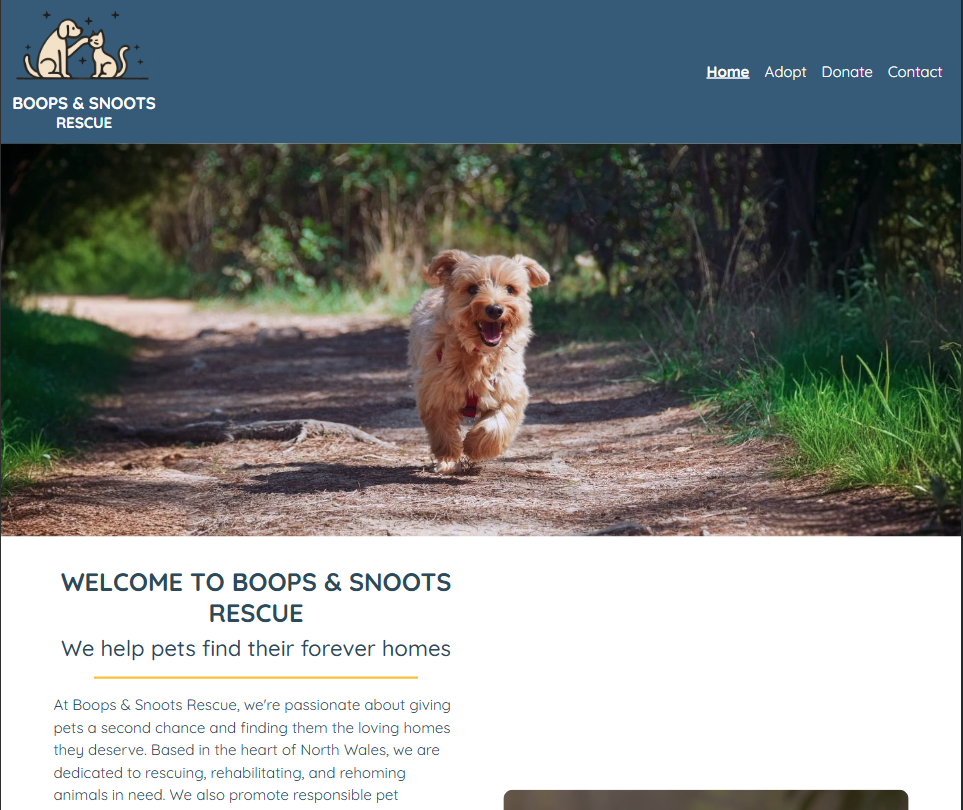 BOOPS & SNOOTS
RESCUE
Home Adopt Donate Contact
WELCOME TO BOOPS & SNOOTS
RESCUE
We help pets find their forever homes
At Boops & Snoots Rescue, we're passionate about giving
pets a second chance and finding them the loving homes
they deserve. Based in the heart of North Wales, we are
dedicated to rescuing, rehabilitating, and rehoming
animals in need. We also promote responsible pet